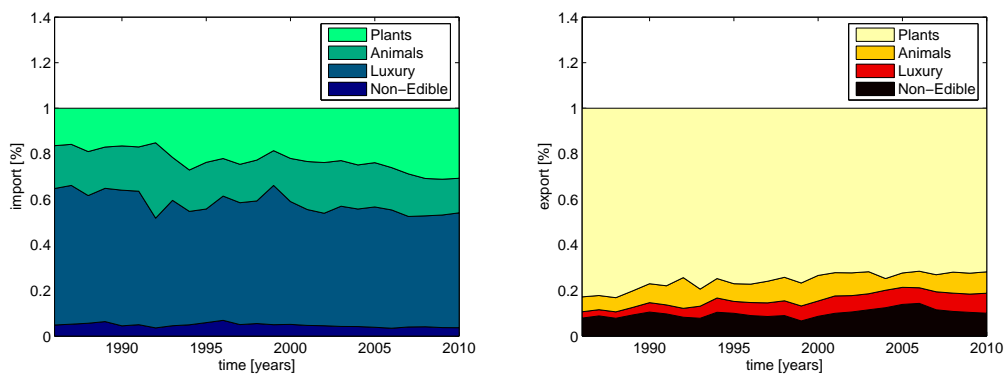 1.4
1.2
1
0.8
0.6
0.4
0.2
0
import [%]
Plants
Animals
Luxury
Non−Edible
1990
1995
2000
2005
2010
time [years]
1.4
1.2
1
0.8
0.6
0.4
0.2
0
export [%]
Plants
Animals
Luxury
Non−Edible
1990
1995
2000
2005
2010
time [years]